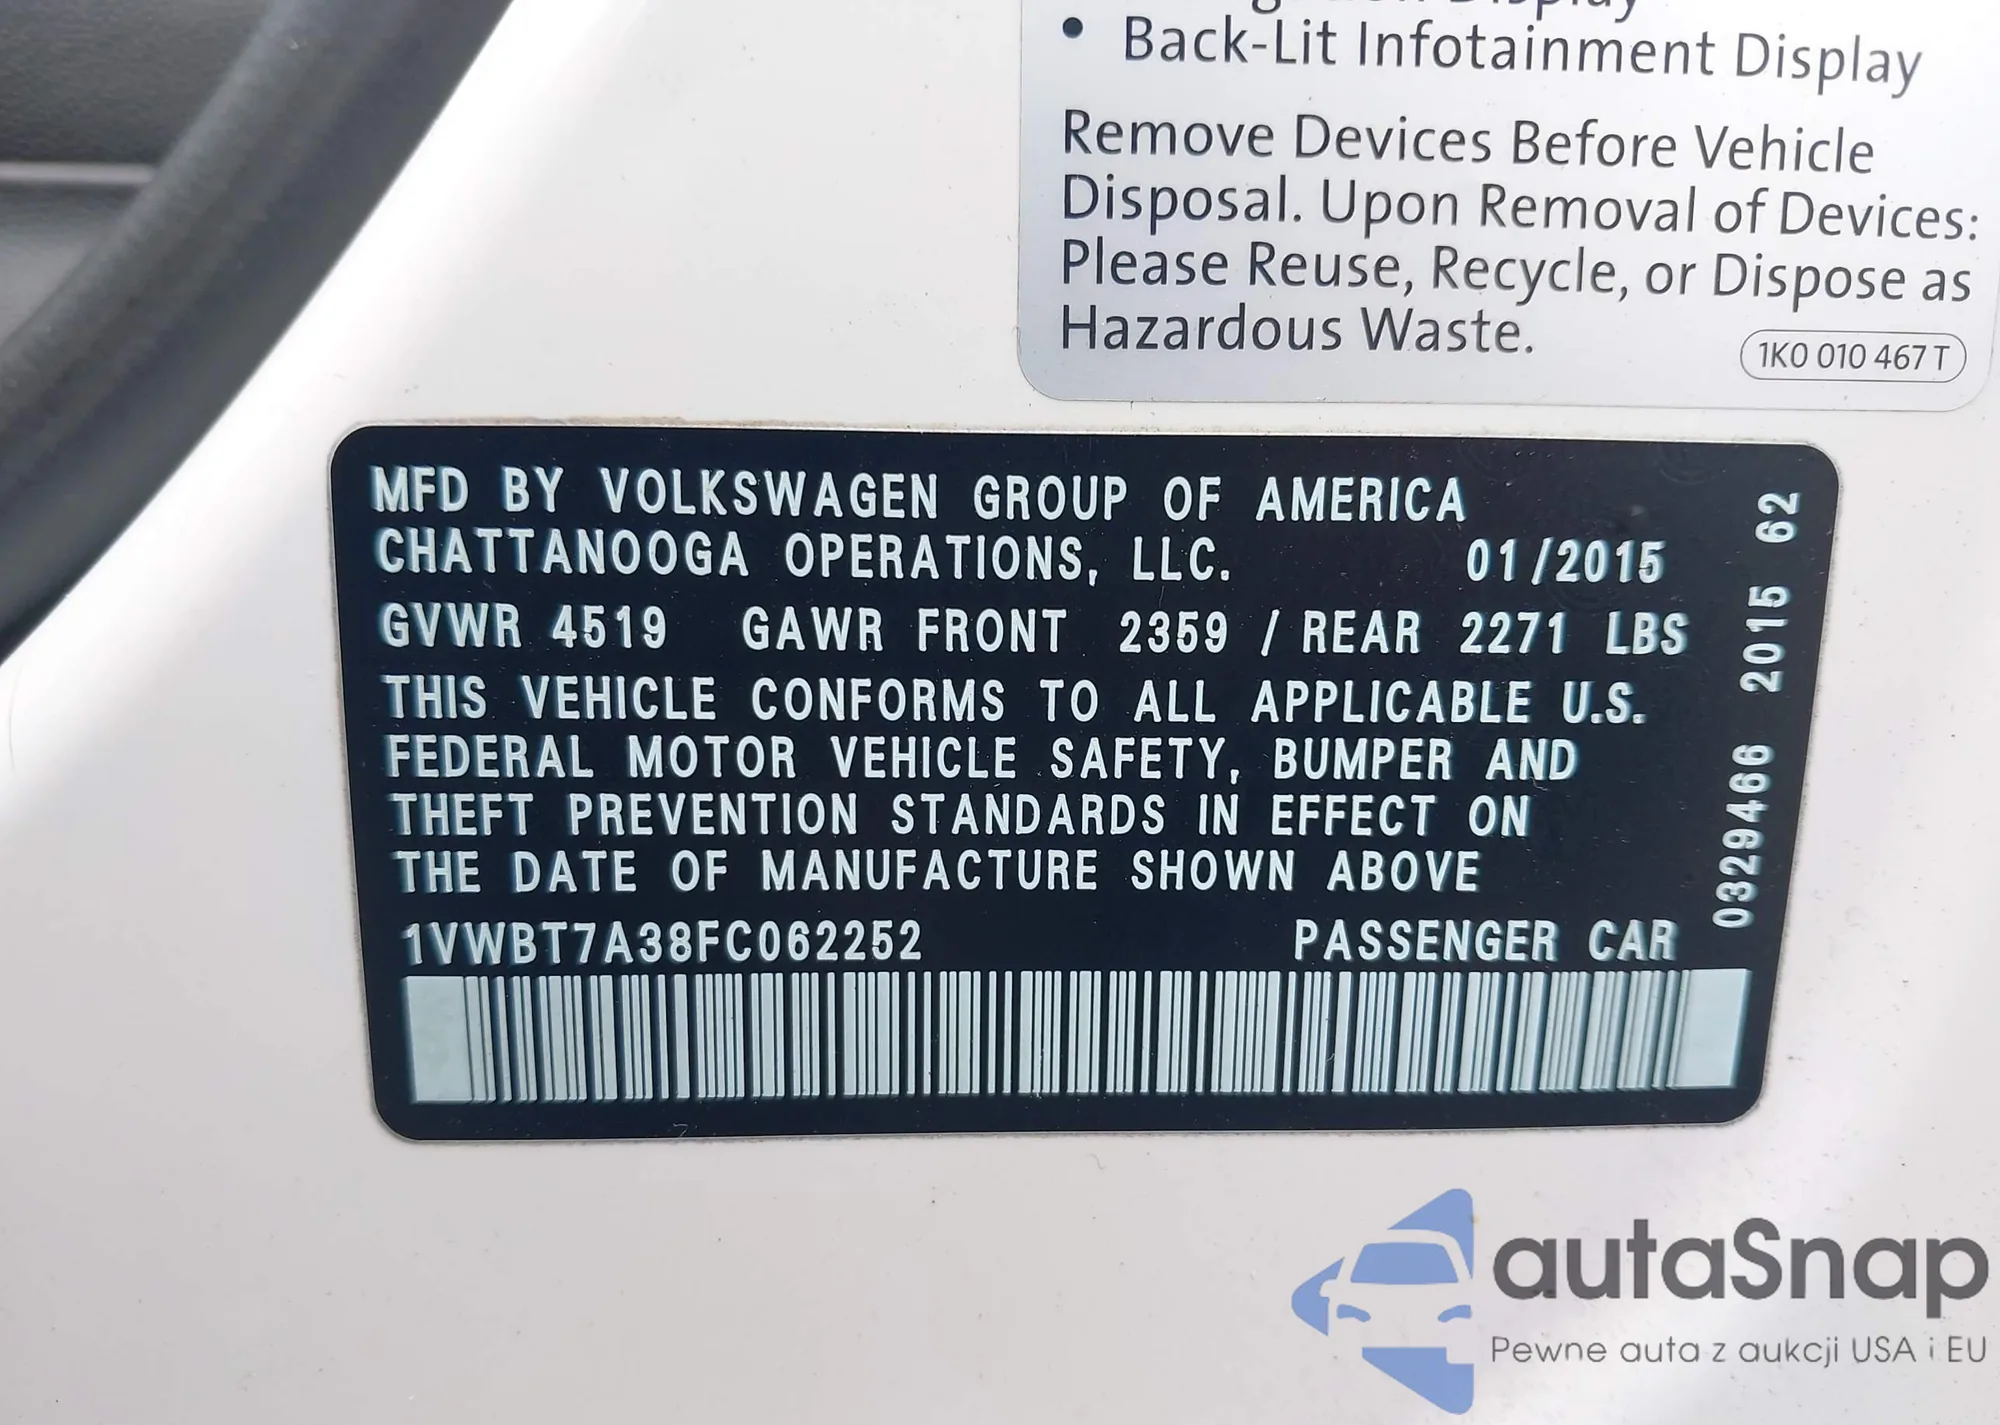 • Back-Lit Infotainment Display
Remove Devices Before Vehicle
Disposal. Upon Removal of Devices:
Please Reuse, Recycle, or Dispose as
Hazardous Waste.
1K0 010 467 T
MFD BY VOLKSWAGEN GROUP OF AMERICA
CHATTANOOGA OPERATIONS, LLC. 01/2015
GVWR 4519 GAWR FRONT 2359 / REAR 2271 LBS
THIS VEHICLE CONFORMS TO ALL APPLICABLE U.S.
FEDERAL MOTOR VEHICLE SAFETY, BUMPER AND
THEFT PREVENTION STANDARDS IN EFFECT ON
THE DATE OF MANUFACTURE SHOWN ABOVE
1VWBT7A38FC062252 PASSENGER CAR
0329466 2015 62
autaSnap
Pewne auta z aukcji USA i EU